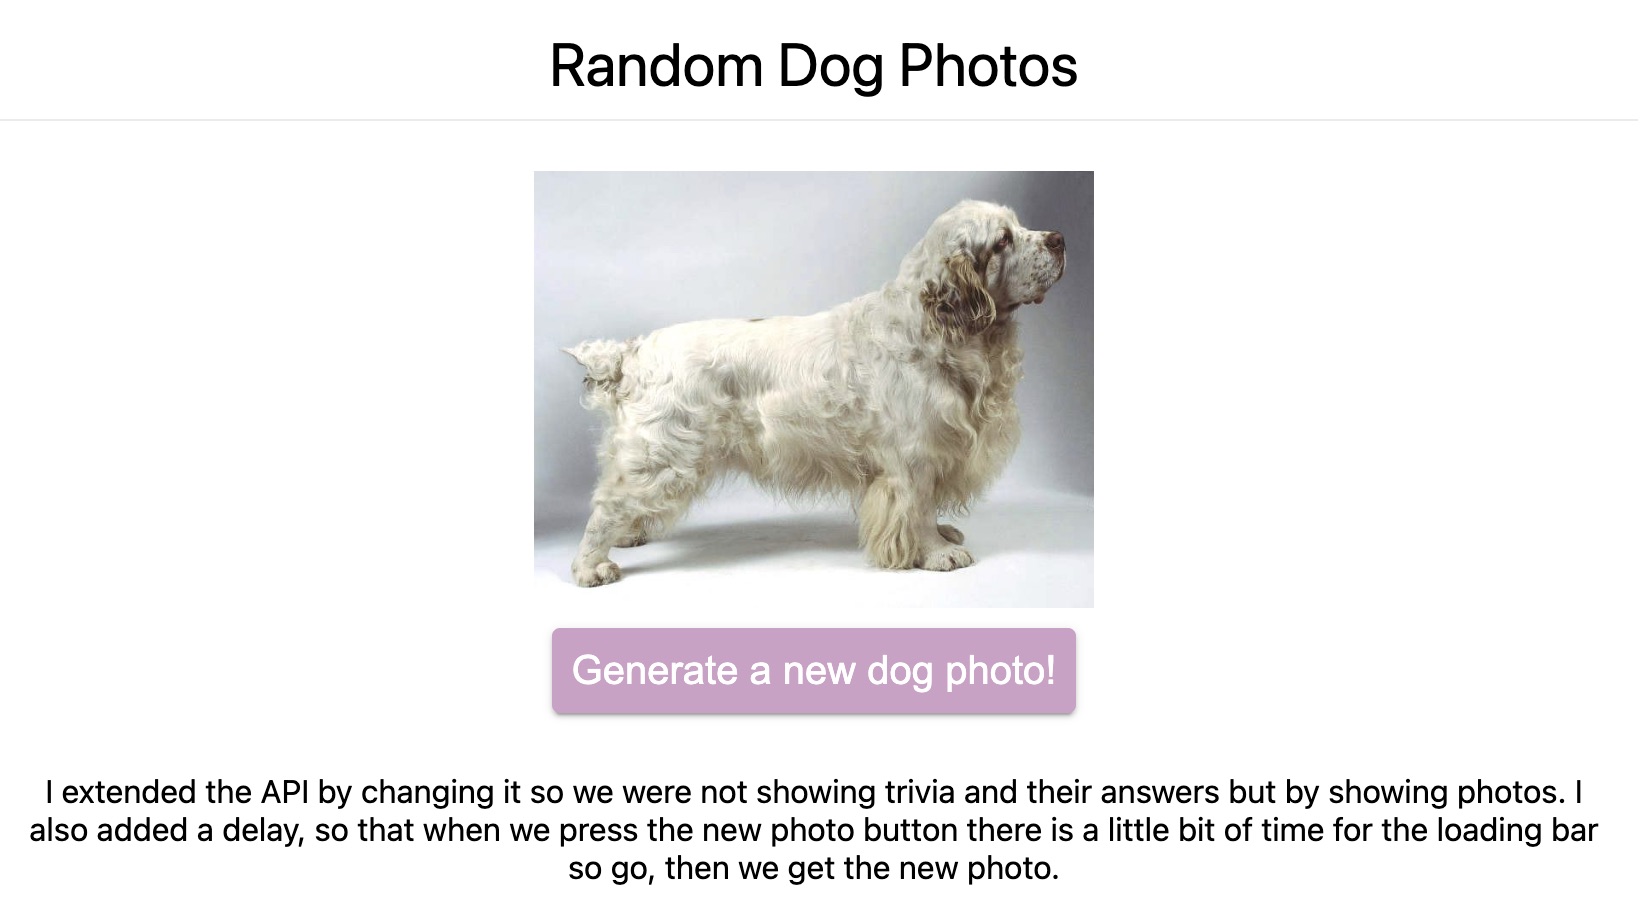 Random Dog Photos
Generate a new dog photo!
I extended the API by changing it so we were not showing trivia and their answers but by showing photos. I
also added a delay, so that when we press the new photo button there is a little bit of time for the loading bar
so go, then we get the new photo.